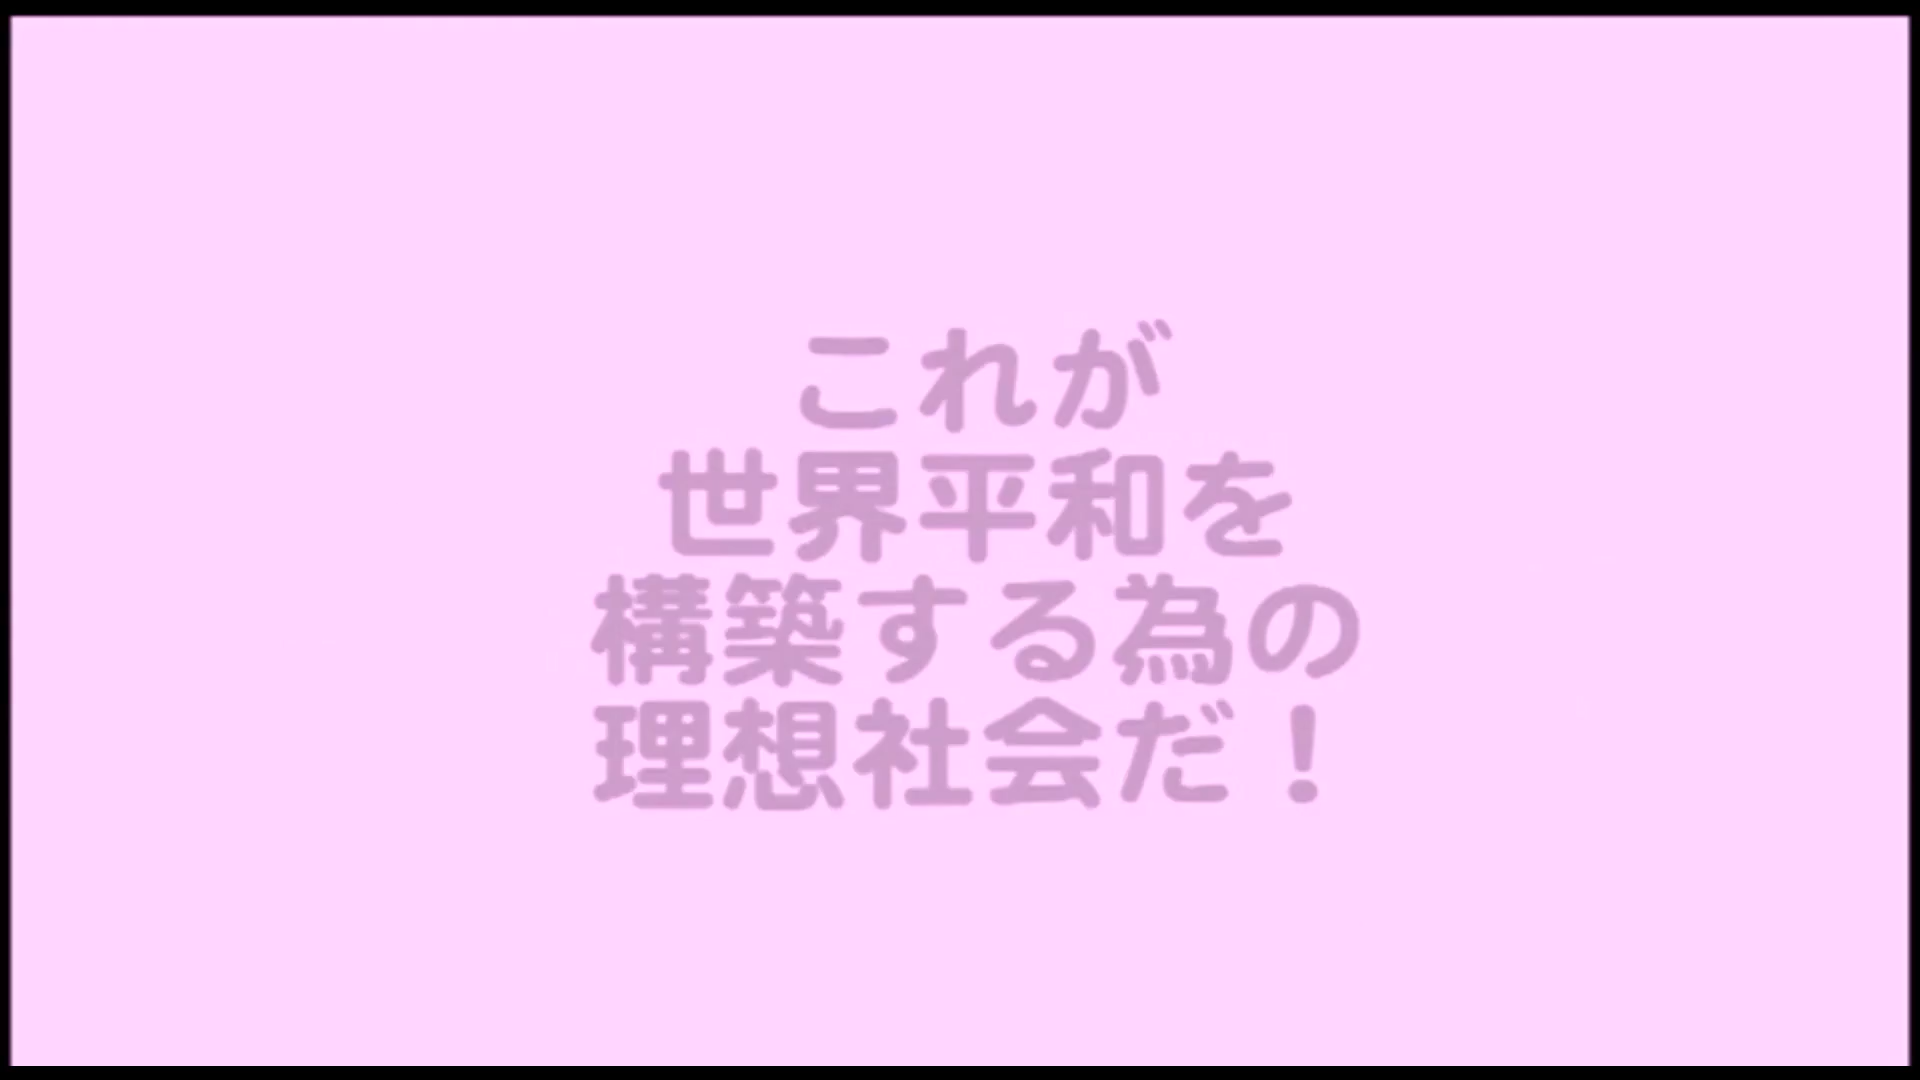 これが
世界平和を
構築する為の
理想社会だ！